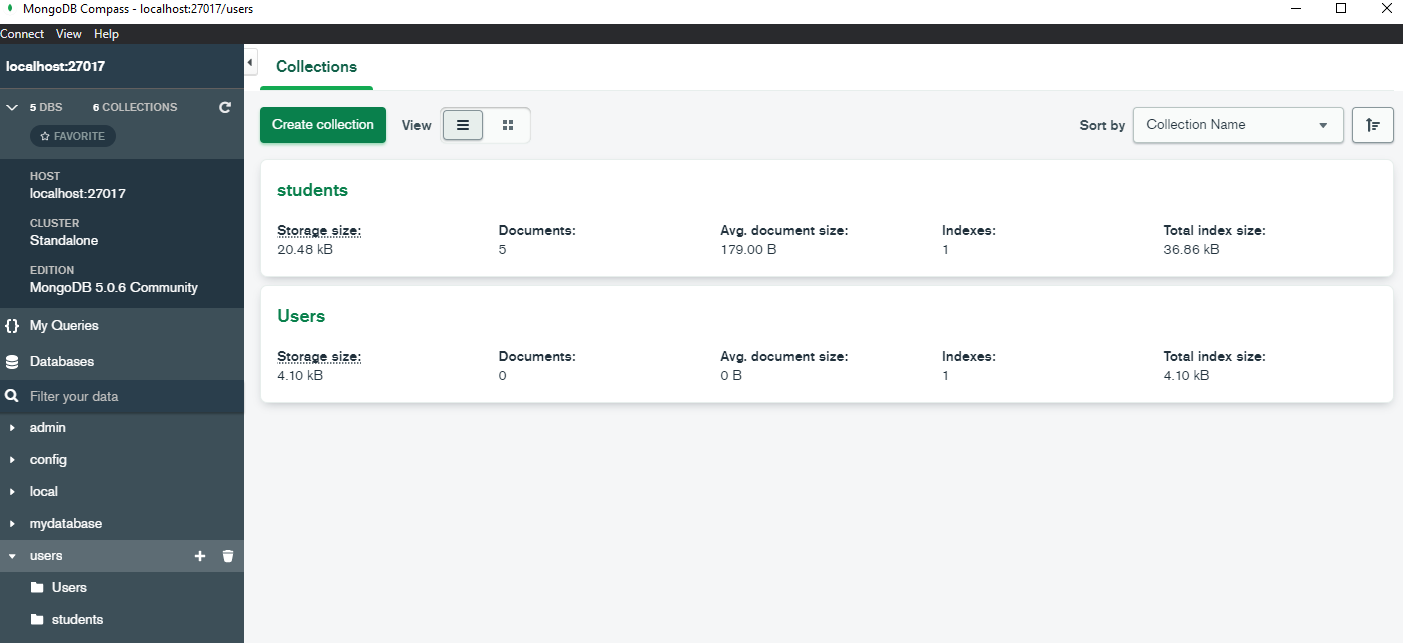 MongoDB Compass - localhost:27017/users
Connect View Help
localhost:27017
5 DBS 6 COLLECTIONS
FAVORITE
HOST
localhost:27017
CLUSTER
Standalone
EDITION
MongoDB 5.0.6 Community
{} My Queries
Databases
Filter your data
admin
config
local
mydatabase
users
Users
students
Collections
Create collection View Sort by Collection Name
students
Storage size: Documents: Avg. document size: Indexes: Total index size:
20.48 kB 5 179.00 B 1 36.86 kB
Users
Storage size: Documents: Avg. document size: Indexes: Total index size:
4.10 kB 0 0 B 1 4.10 kB